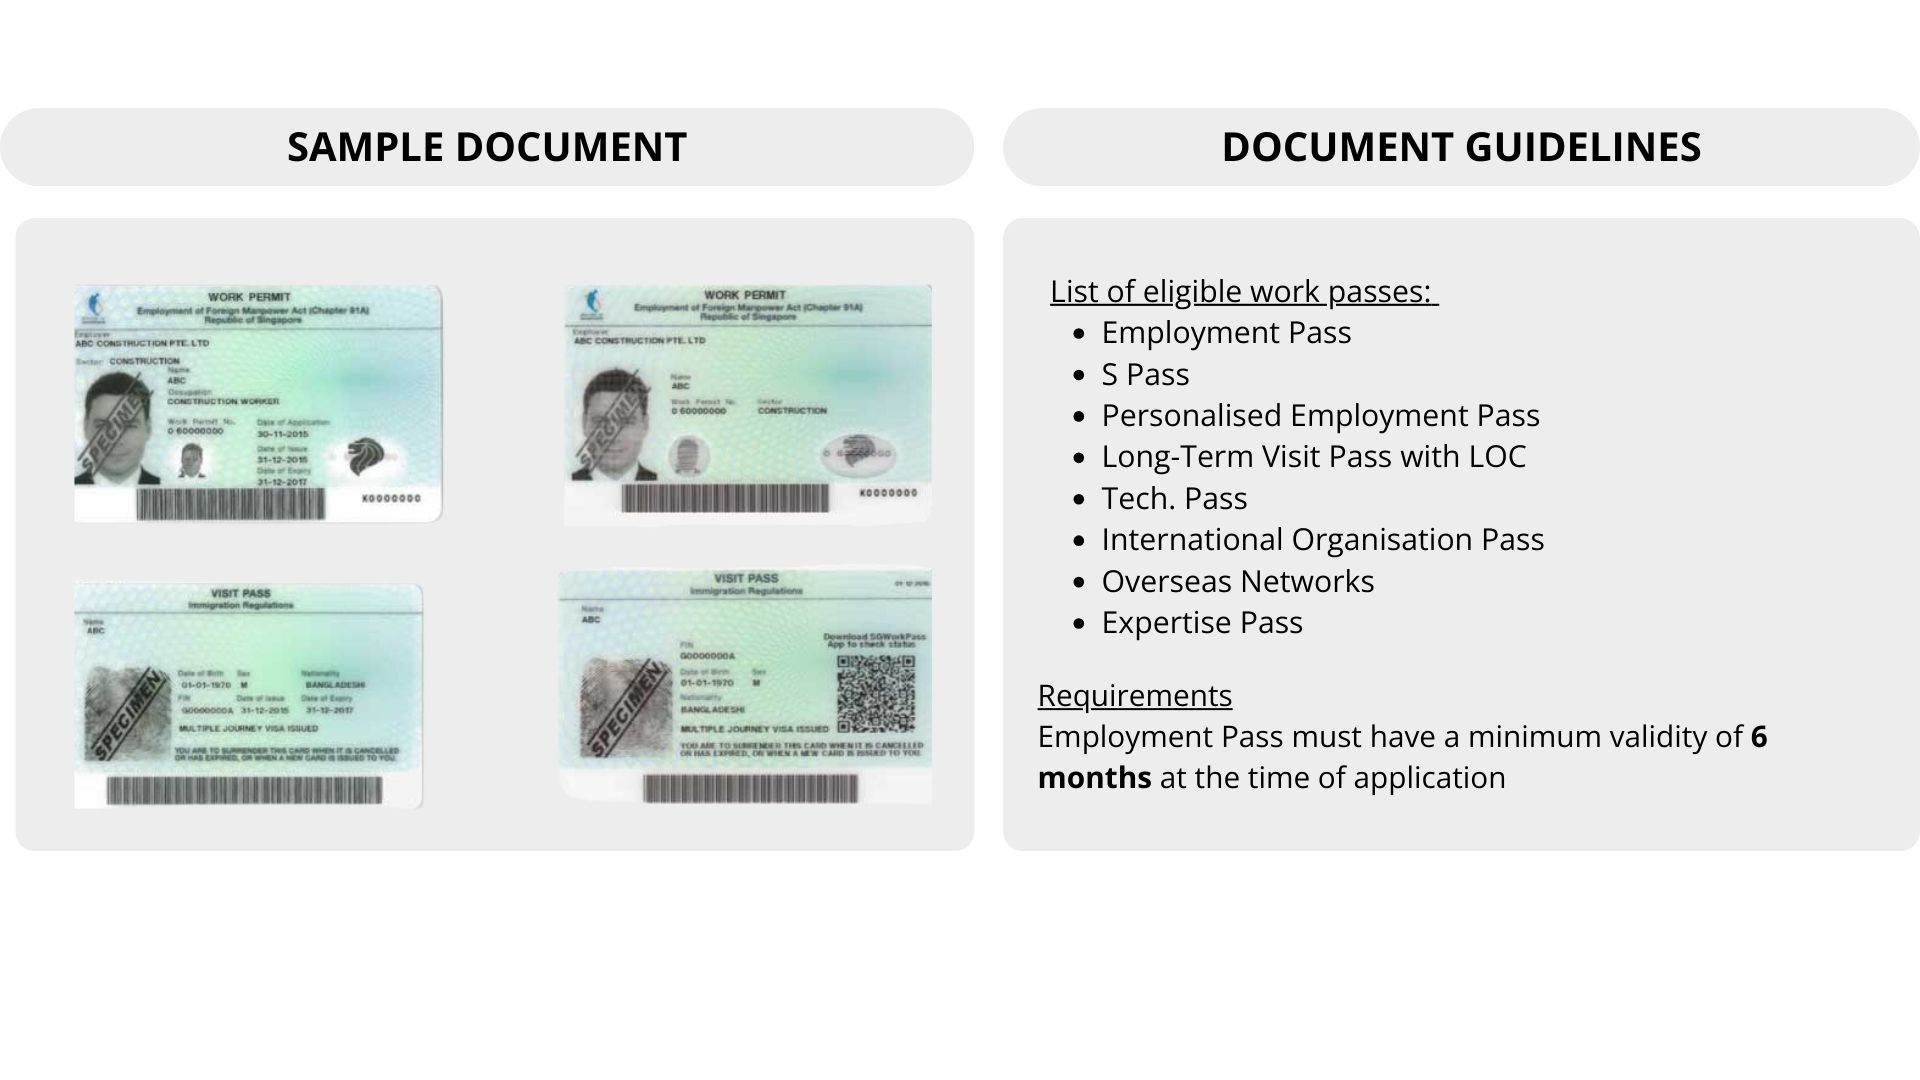 SAMPLE DOCUMENT
WORK PERMIT
Employment of Foreign Manpower Act (Chapter 91A)
Republic of Singapore
Employer
ABC CONSTRUCTION PTE. LTD
Sector: CONSTRUCTION
Name
ABC
Occupation
CONSTRUCTION WORKER
Work Permit No. Date of Application
0 60000000 30-11-2015
Date of Issue
31-12-2015
Date of Expiry
31-12-2017
SPECIMEN
K0000000
WORK PERMIT
Employment of Foreign Manpower Act (Chapter 91A)
Republic of Singapore
Employer
ABC CONSTRUCTION PTE. LTD
Name
ABC
Work Permit No. Sector
0 60000000 CONSTRUCTION
SPECIMEN
K0000000
VISIT PASS
Immigration Regulations
Name
ABC
Date of Birth Sex Nationality
01-01-1970 M BANGLADESHI
FIN Date of Issue Date of Expiry
G0000000A 31-12-2015 31-12-2017
MULTIPLE JOURNEY VISA ISSUED
SPECIMEN
YOU ARE TO SURRENDER THIS CARD WHEN IT IS CANCELLED
OR HAS EXPIRED, OR WHEN A NEW CARD IS ISSUED TO YOU.
VISIT PASS
Immigration Regulations
Name
ABC
Download SGWorkPass
App to check status
FIN
G0000000A
Date of Birth Sex
01-01-1970 M
Nationality
BANGLADESHI
SPECIMEN
MULTIPLE JOURNEY VISA ISSUED
YOU ARE TO SURRENDER THIS CARD WHEN IT IS CANCELLED
OR HAS EXPIRED, OR WHEN A NEW CARD IS ISSUED TO YOU.
DOCUMENT GUIDELINES
List of eligible work passes:
• Employment Pass
• S Pass
• Personalised Employment Pass
• Long-Term Visit Pass with LOC
• Tech. Pass
• International Organisation Pass
• Overseas Networks
• Expertise Pass
Requirements
Employment Pass must have a minimum validity of 6
months at the time of application